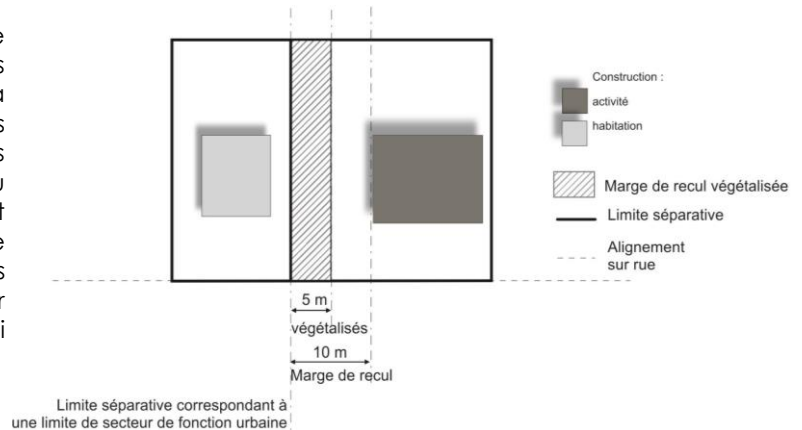 e
s
a
s
s
u
t
e
s
r
i
Construction :
activité
habitation
Marge de recul végétalisée
Limite séparative
Alignement
sur rue
5 m
végétalisés
10 m
Marge de recul
Limite séparative correspondant à
une limite de secteur de fonction urbaine